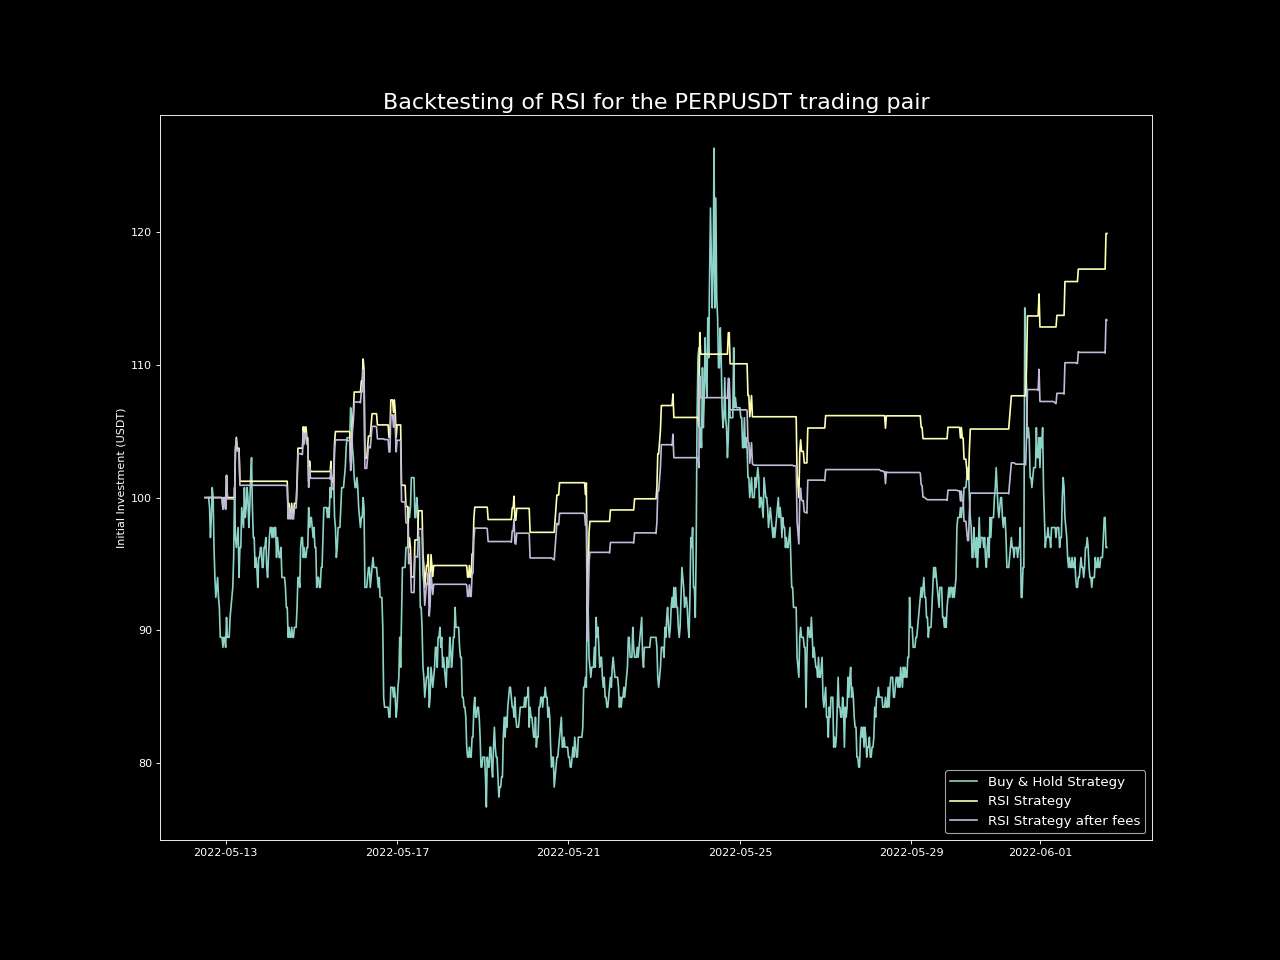 Backtesting of RSI for the PERPUSDT trading pair
Initial Investment (USDT)
120
110
100
90
80
2022-05-13
2022-05-17
2022-05-21
2022-05-25
2022-05-29
2022-06-01
Buy & Hold Strategy
RSI Strategy
RSI Strategy after fees